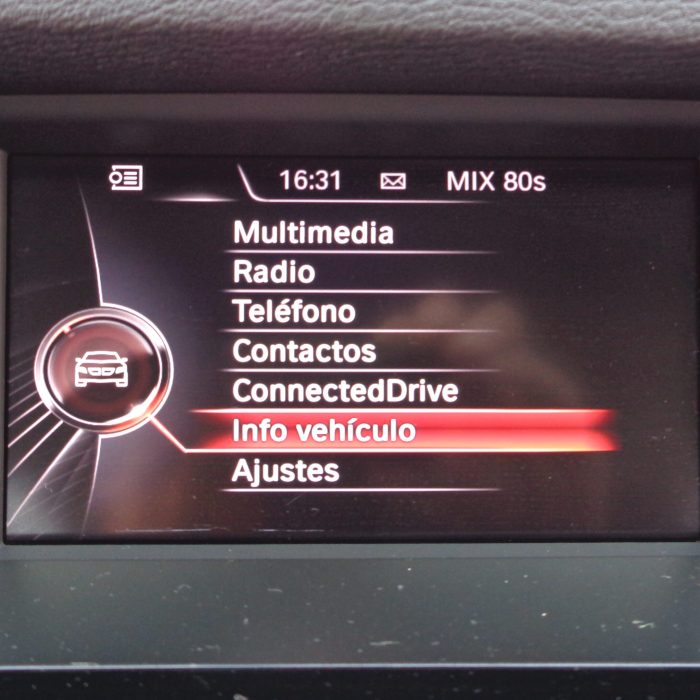 16:31 MIX 80s
Multimedia
Radio
Teléfono
Contactos
ConnectedDrive
Info vehículo
Ajustes